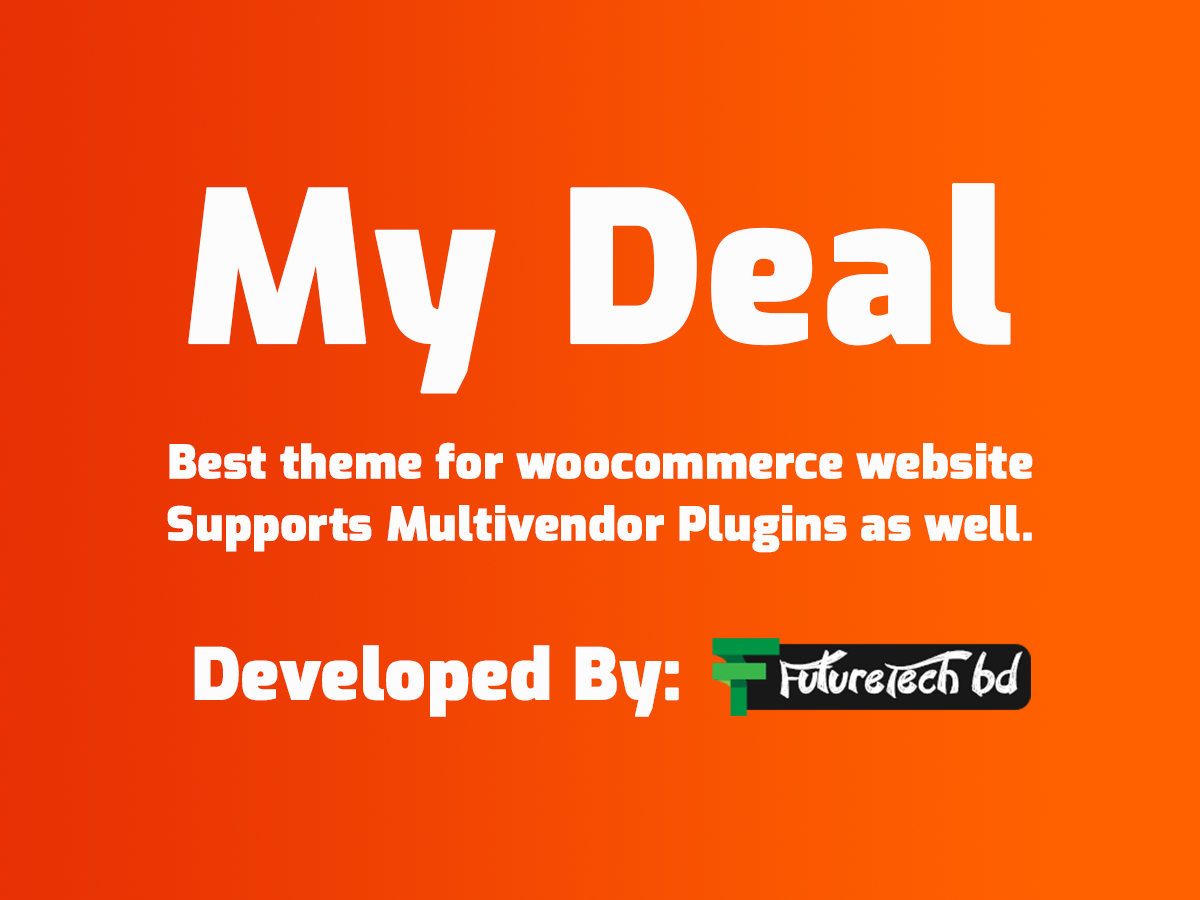 My Deal
Best theme for woocommerce website
Supports Multivendor Plugins as well.
Developed By: FutureTech bd